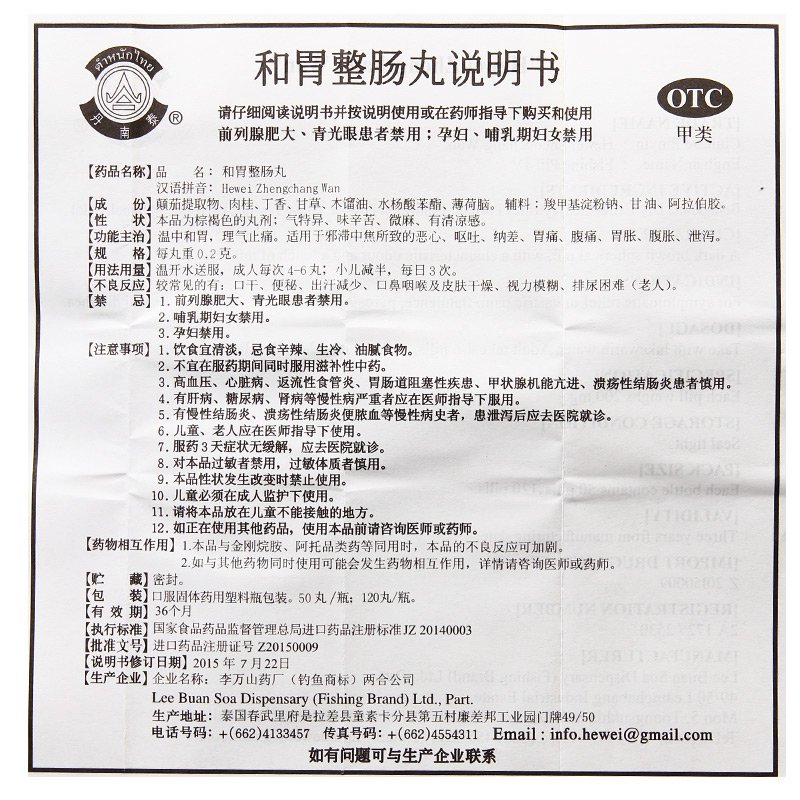 ตำหนักไทย
丹南泰
®
和胃整肠丸说明书
OTC
甲类
请仔细阅读说明书并按说明使用或在药师指导下购买和使用
前列腺肥大、青光眼患者禁用；孕妇、哺乳期妇女禁用
【药品名称】品 名：和胃整肠丸
汉语拼音：Hewei Zhengchang Wan
【成 份】颠茄提取物、肉桂、丁香、甘草、木馏油、水杨酸苯酯、薄荷脑。辅料：羧甲基淀粉钠、甘油、阿拉伯胶。
【性 状】本品为棕褐色的丸剂；气特异、味辛苦、微麻、有清凉感。
【功能主治】温中和胃，理气止痛。适用于邪滞中焦所致的恶心、呕吐、纳差、胃痛、腹痛、胃胀、腹胀、泄泻。
【规 格】每丸重0.2克。
【用法用量】温开水送服，成人每次4-6丸；小儿减半，每日3次。
【不良反应】较常见的有：口干、便秘、出汗减少、口鼻咽喉及皮肤干燥、视力模糊、排尿困难（老人）。
【禁 忌】1.前列腺肥大、青光眼患者禁用。
2.哺乳期妇女禁用。
3.孕妇禁用。
【注意事项】1.饮食宜清淡，忌食辛辣、生冷、油腻食物。
2.不宜在服药期间同时服用滋补性中药。
3.高血压、心脏病、返流性食管炎、胃肠道阻塞性疾患、甲状腺机能亢进、溃疡性结肠炎患者慎用。
4.有肝病、糖尿病、肾病等慢性病严重者应在医师指导下服用。
5.有慢性结肠炎、溃疡性结肠炎便脓血等慢性病史者，患泄泻后应去医院就诊。
6.儿童、老人应在医师指导下使用。
7.服药3天症状无缓解，应去医院就诊。
8.对本品过敏者禁用，过敏体质者慎用。
9.本品性状发生改变时禁止使用。
10.儿童必须在成人监护下使用。
11.请将本品放在儿童不能接触的地方。
12.如正在使用其他药品，使用本品前请咨询医师或药师。
【药物相互作用】1.本品与金刚烷胺、阿托品类药等同用时，本品的不良反应可加剧。
2.如与其他药物同时使用可能会发生药物相互作用，详情请咨询医师或药师。
【贮 藏】密封。
【包 装】口服固体药用塑料瓶包装。50丸/瓶；120丸/瓶。
【有 效 期】36个月
【执行标准】国家食品药品监督管理总局进口药品注册标准JZ 20140003
【批准文号】进口药品注册证号 Z20150009
【说明书修订日期】2015年7月22日
【生产企业】企业名称：李万山药厂（钓鱼商标）两合公司
Lee Buan Soa Dispensary (Fishing Brand) Ltd., Part.
生产地址：泰国春武里府是拉差县童素卡分县第五村廉差邦工业园门牌49/50
电话号码：+(662)4133457 传真号码：+(662)4554311 Email：info.hewei@gmail.com
如有问题可与生产企业联系